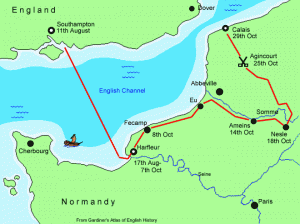 England
Dover
Southampton
11th August
Calais
29th Oct
Agincourt
25th Oct
English Channel
Abbeville
Eu
Somme
Fecamp
8th Oct
Ameins
14th Oct
Nesle
18th Oct
Cherbourg
Harfleur
17th Aug-
7th Oct
Seine
Paris
Normandy
From Gardiner's Atlas of English History